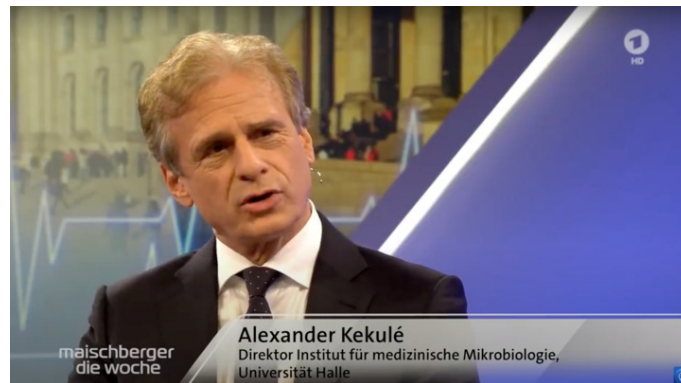 1
HD
Alexander Kekulé
Direktor Institut für medizinische Mikrobiologie,
Universität Halle
maischberger
die woche